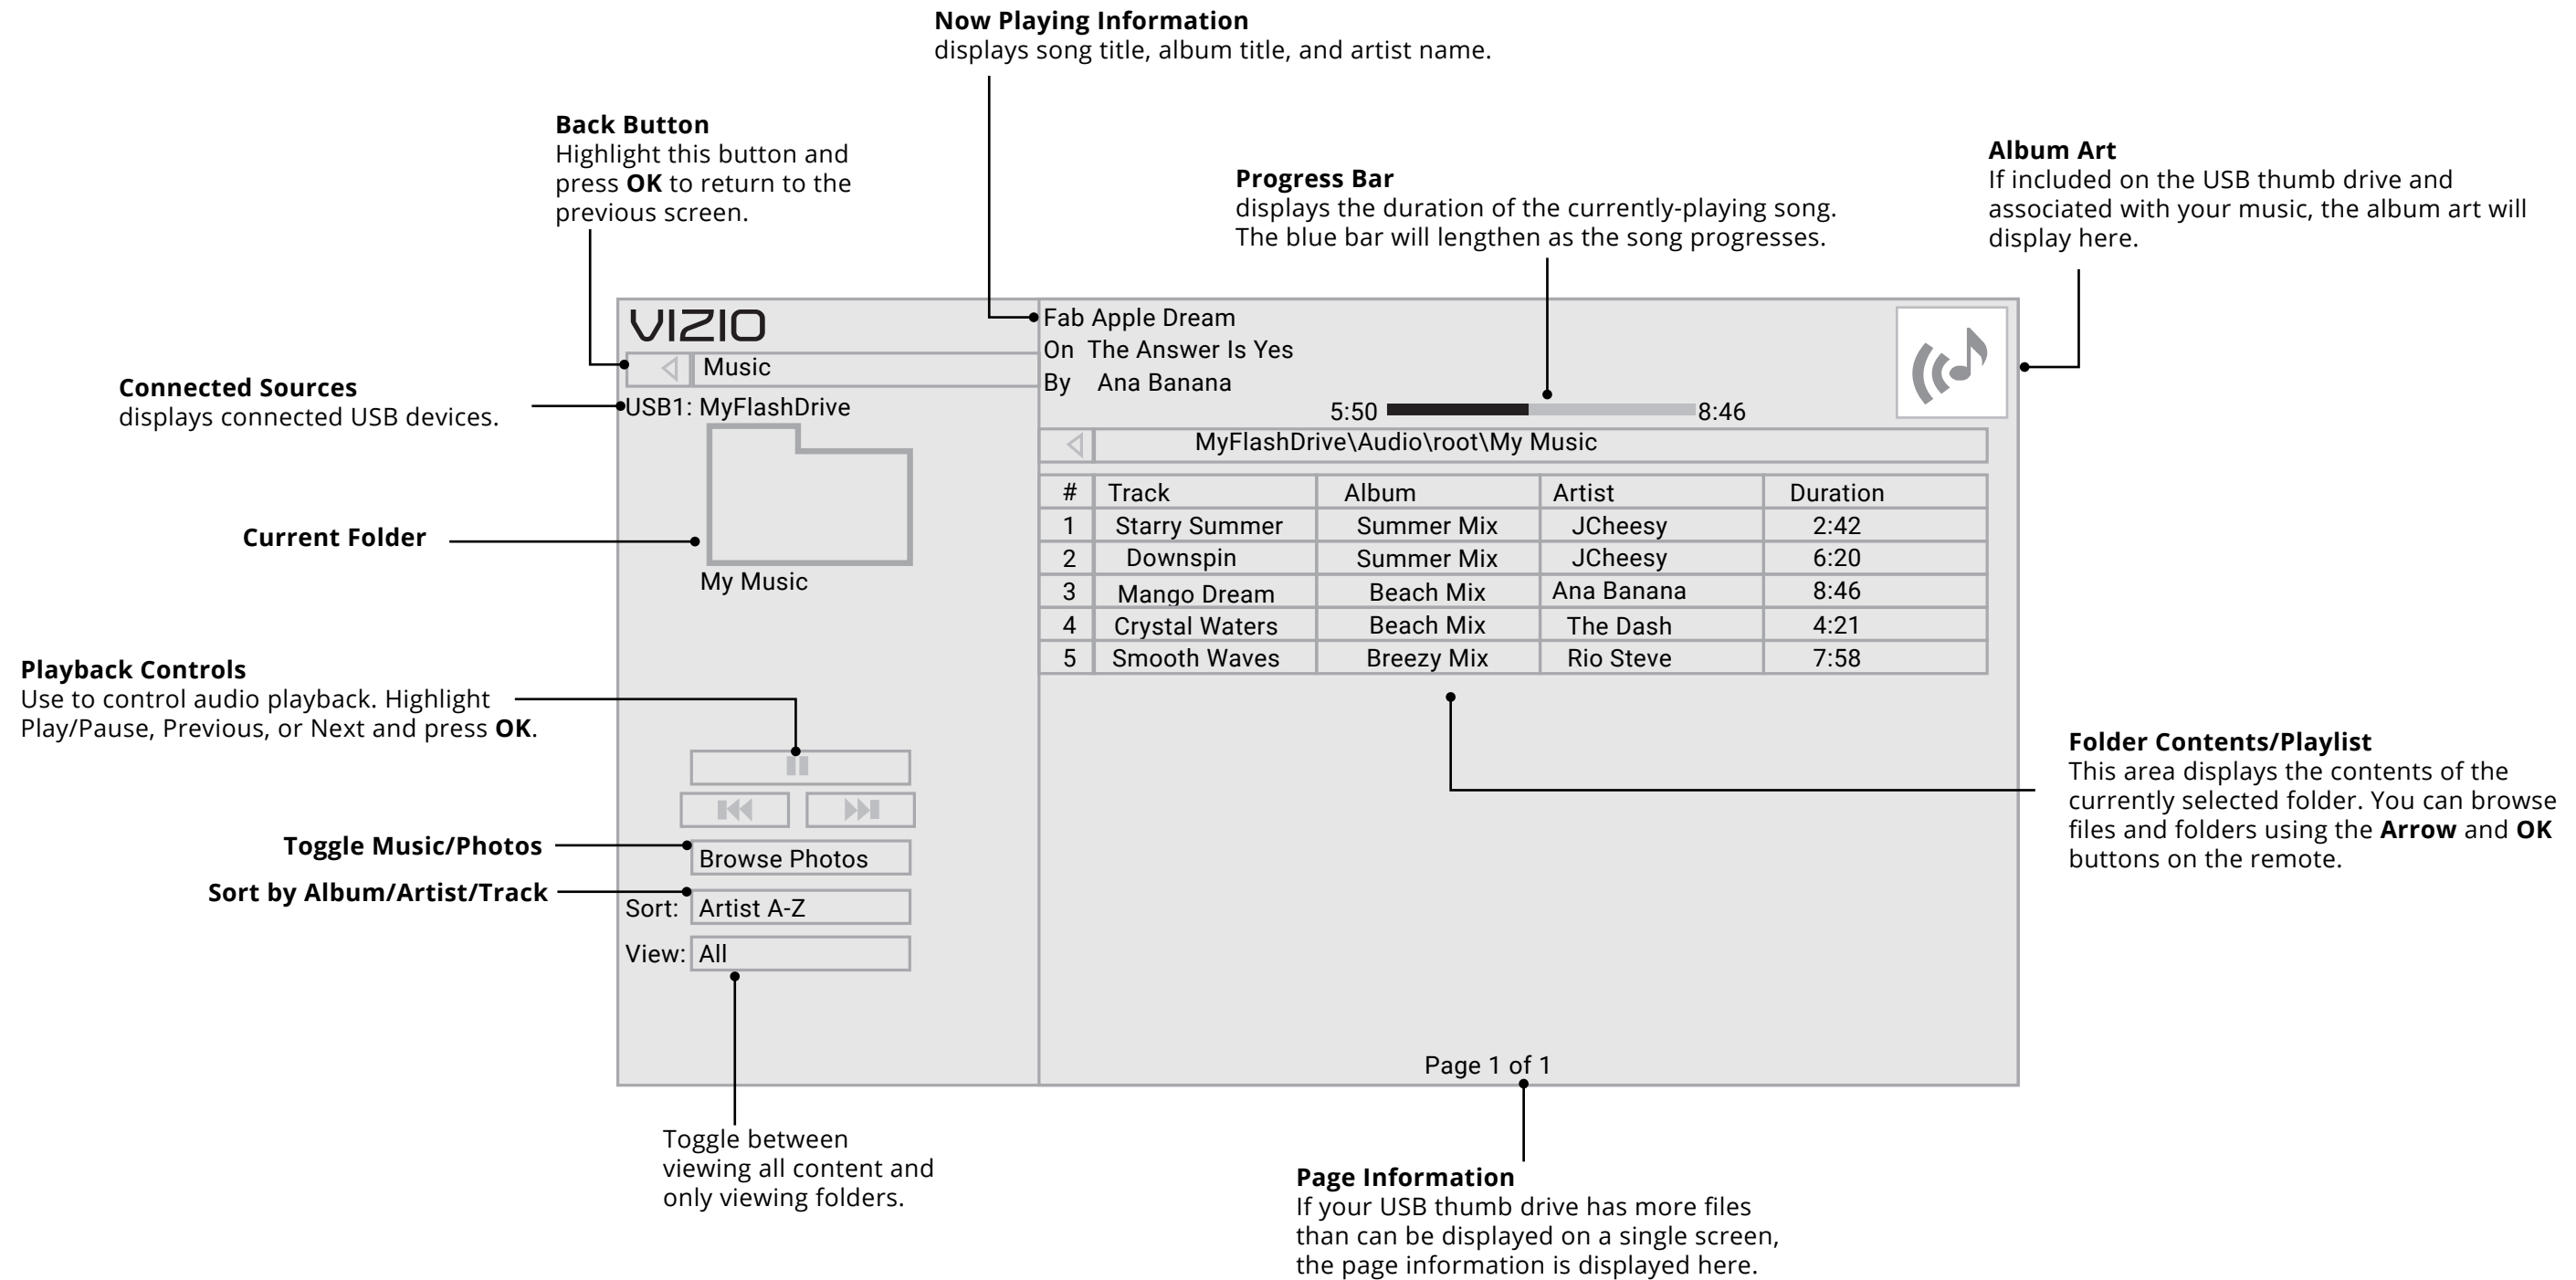 Now Playing Information
displays song title, album title, and artist name.
Back Button
Highlight this button and
press OK to return to the
previous screen.
Progress Bar
displays the duration of the currently-playing song.
The blue bar will lengthen as the song progresses.
Album Art
If included on the USB thumb drive and
associated with your music, the album art will
display here.
Connected Sources
displays connected USB devices.
Current Folder
Playback Controls
Use to control audio playback. Highlight
Play/Pause, Previous, or Next and press OK.
Toggle Music/Photos
Sort by Album/Artist/Track
VIZIO
Music
USB1: MyFlashDrive
My Music
Browse Photos
Sort: Artist A-Z
View: All
Fab Apple Dream
On The Answer Is Yes
By Ana Banana
5:50 8:46
MyFlashDrive\Audio\root\My Music
# Track Album Artist Duration
1 Starry Summer Summer Mix JCheesy 2:42
2 Downspin Summer Mix JCheesy 6:20
3 Mango Dream Beach Mix Ana Banana 8:46
4 Crystal Waters Beach Mix The Dash 4:21
5 Smooth Waves Breezy Mix Rio Steve 7:58
Page 1 of 1
Folder Contents/Playlist
This area displays the contents of the
currently selected folder. You can browse
files and folders using the Arrow and OK
buttons on the remote.
Toggle between
viewing all content and
only viewing folders.
Page Information
If your USB thumb drive has more files
than can be displayed on a single screen,
the page information is displayed here.